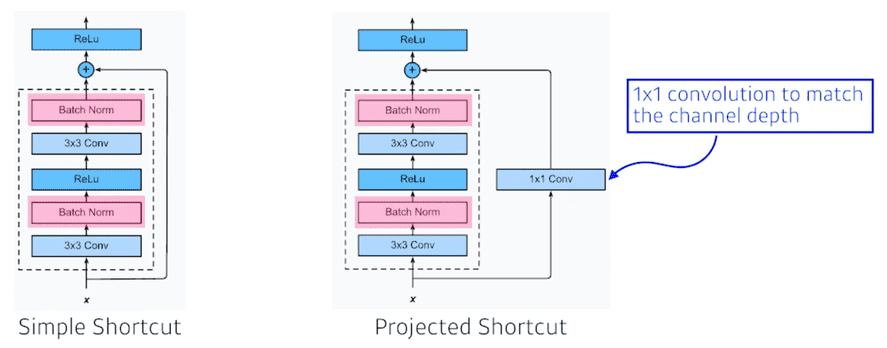 ReLu
+
Batch Norm
3x3 Conv
ReLu
Batch Norm
3x3 Conv
x
Simple Shortcut
ReLu
+
Batch Norm
3x3 Conv
ReLu
Batch Norm
3x3 Conv
x
1x1 Conv
Projected Shortcut
1x1 convolution to match
the channel depth